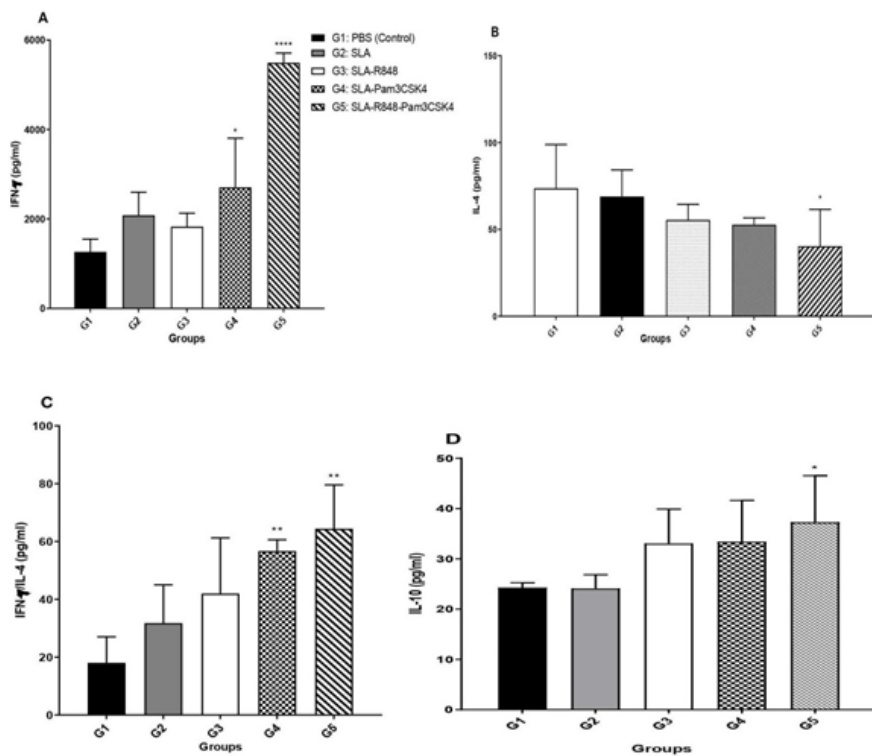 A
G1: PBS (Control)
G2: SLA
G3: SLA-R848
G4: SLA-Pam3CSK4
G5: SLA-R848-Pam3CSK4
IFN-γ (pg/ml)
6000
4000
2000
0
*
****
G1 G2 G3 G4 G5
Groups
B
IL-4 (pg/ml)
150
100
50
0
*
G1 G2 G3 G4 G5
Groups
C
IFN-γ/IL-4 (pg/ml)
100
80
60
40
20
0
**
**
G1 G2 G3 G4 G5
Groups
D
IL-10 (pg/ml)
50
40
30
20
10
0
*
G1 G2 G3 G4 G5
Groups